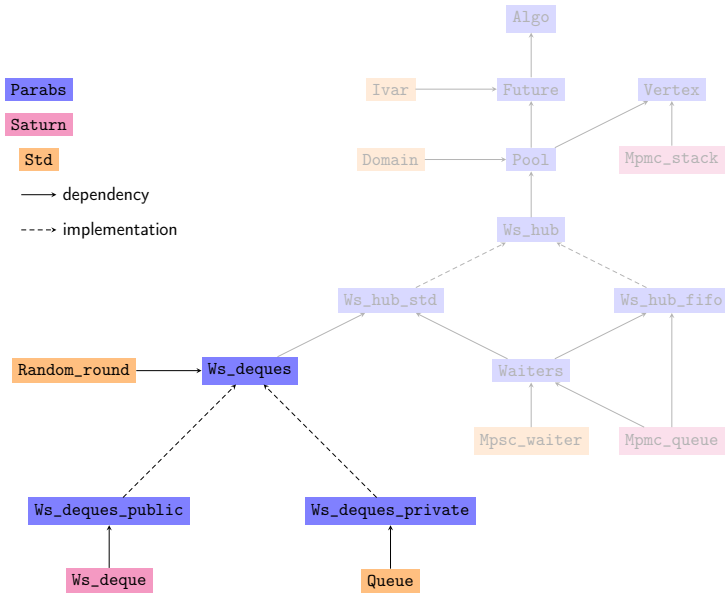 Algo
Parabs
Ivar
Future
Vertex
Saturn
Std
Domain
Pool
Mpmc_stack
dependency
implementation
Ws_hub
Ws_hub_std
Ws_hub_fifo
Random_round
Ws_deques
Waiters
Mpsc_waiter
Mpmc_queue
Ws_deques_public
Ws_deques_private
Ws_deque
Queue